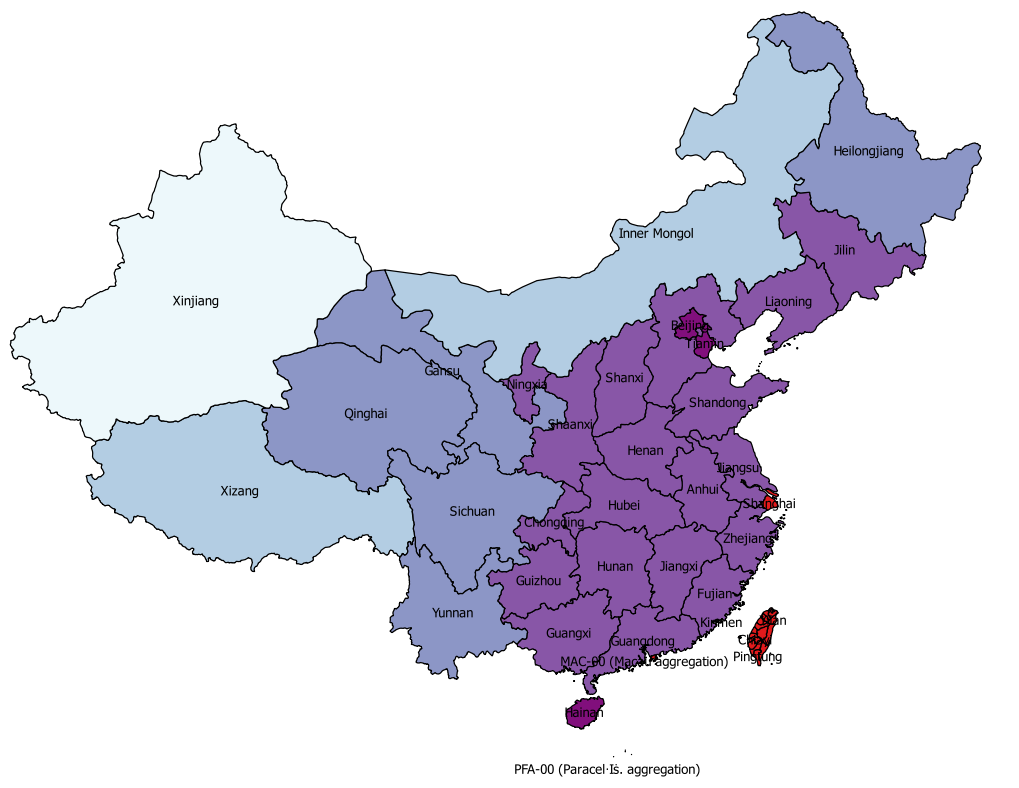 Heilongjiang
Inner Mongol
Jilin
Xinjiang
Liaoning
Beijing
Tianjin
Gansu
Ningxia
Shanxi
Shandong
Qinghai
Shaanxi
Henan
Jiangsu
Xizang
Anhui
Shanghai
Sichuan
Hubei
Chongqing
Zhejiang
Hunan
Jiangxi
Guizhou
Fujian
Yunnan
Kinmen
Guangxi
Guangdong
Pingtung
MAC-00 (Macau aggregation)
Hainan
PFA-00 (Paracel Is. aggregation)